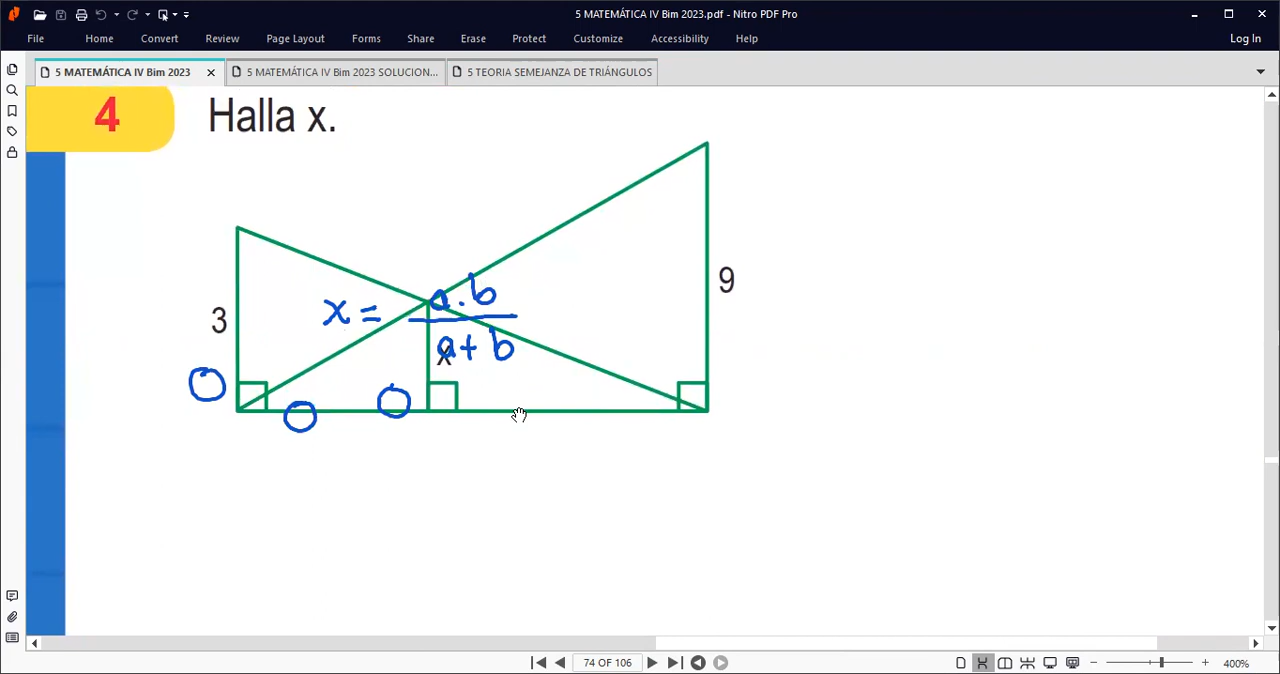 5 MATEMÁTICA IV Bim 2023.pdf - Nitro PDF Pro
File Home Convert Review Page Layout Forms Share Erase Protect Customize Accessibility Help Log In
5 MATEMÁTICA IV Bim 2023 5 MATEMÁTICA IV Bim 2023 SOLUCION... 5 TEORIA SEMEJANZA DE TRIÁNGULOS
4 Halla x.
9
3 x = a.b
a+b
x
74 OF 106 400%